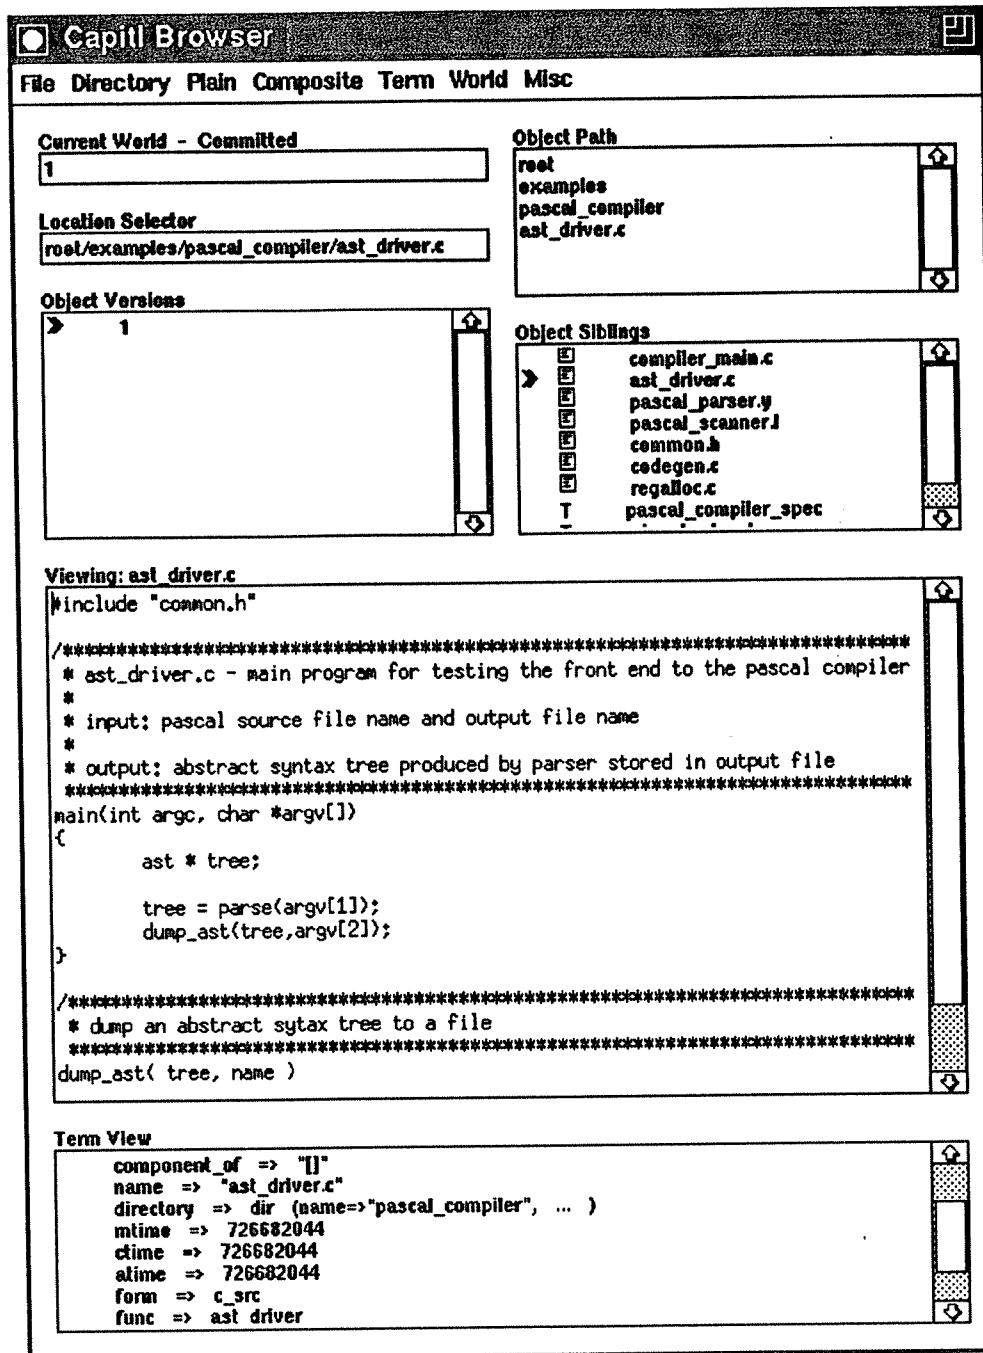 Capitl Browser
File Directory Plain Composite Term World Misc
Current World - Committed
1
Location Selector
root/examples/pascal_compiler/ast_driver.c
Object Versions
1
Object Path
root
examples
pascal_compiler
ast_driver.c
Object Siblings
compiler_main.c
ast_driver.c
pascal_parser.y
pascal_scanner.l
common.h
codegen.c
regalloc.c
T pascal_compiler_spec
Viewing: ast_driver.c
#include "common.h"
/*******************************************************************************
* ast_driver.c - main program for testing the front end to the pascal compiler
*
* input: pascal source file name and output file name
*
* output: abstract syntax tree produced by parser stored in output file
*******************************************************************************
main(int argc, char *argv[])
{
ast * tree;
tree = parse(argv[1]);
dump_ast(tree,argv[2]);
}
/*******************************************************************************
* dump an abstract sytax tree to a file
*******************************************************************************
dump_ast( tree, name )
Term View
component_of => "[]"
name => "ast_driver.c"
directory => dir (name=>"pascal_compiler", ... )
mtime => 726682044
ctime => 726682044
atime => 726682044
form => c_src
func => ast driver